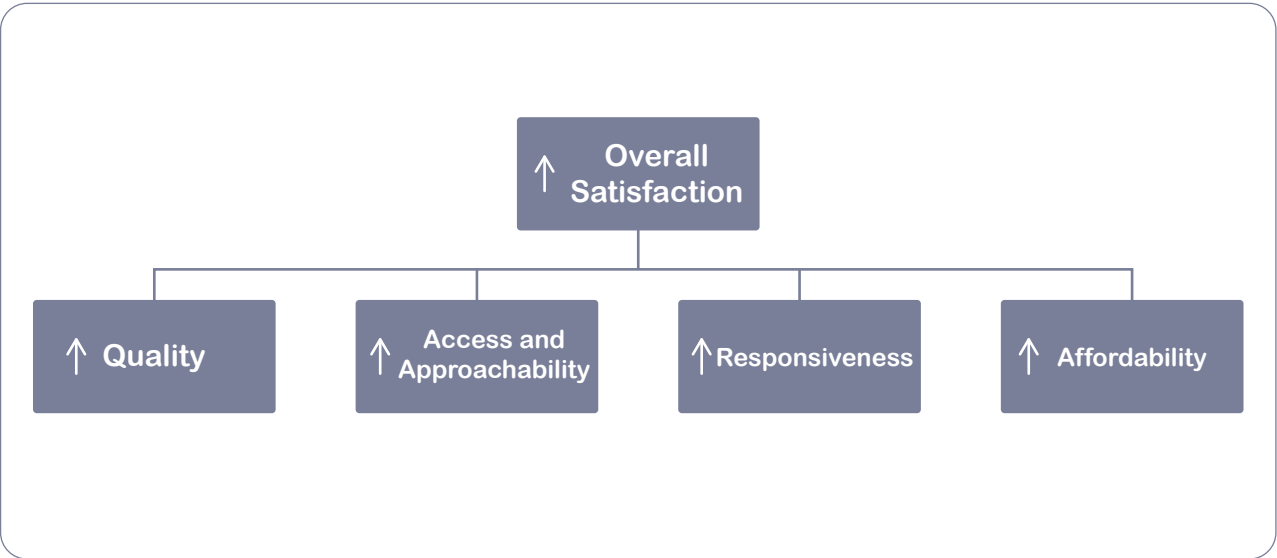 Overall
Satisfaction
Quality
Access and
Approachability
Responsiveness
Affordability